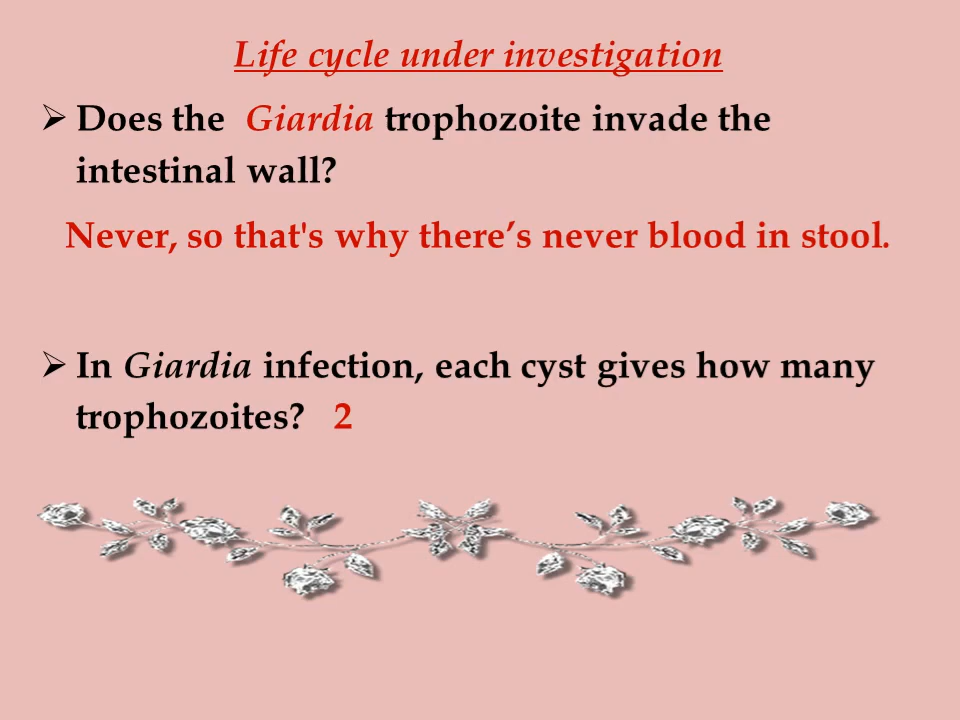 Life cycle under investigation
➢ Does the Giardia trophozoite invade the
intestinal wall?
Never, so that's why there’s never blood in stool.
➢ In Giardia infection, each cyst gives how many
trophozoites? 2